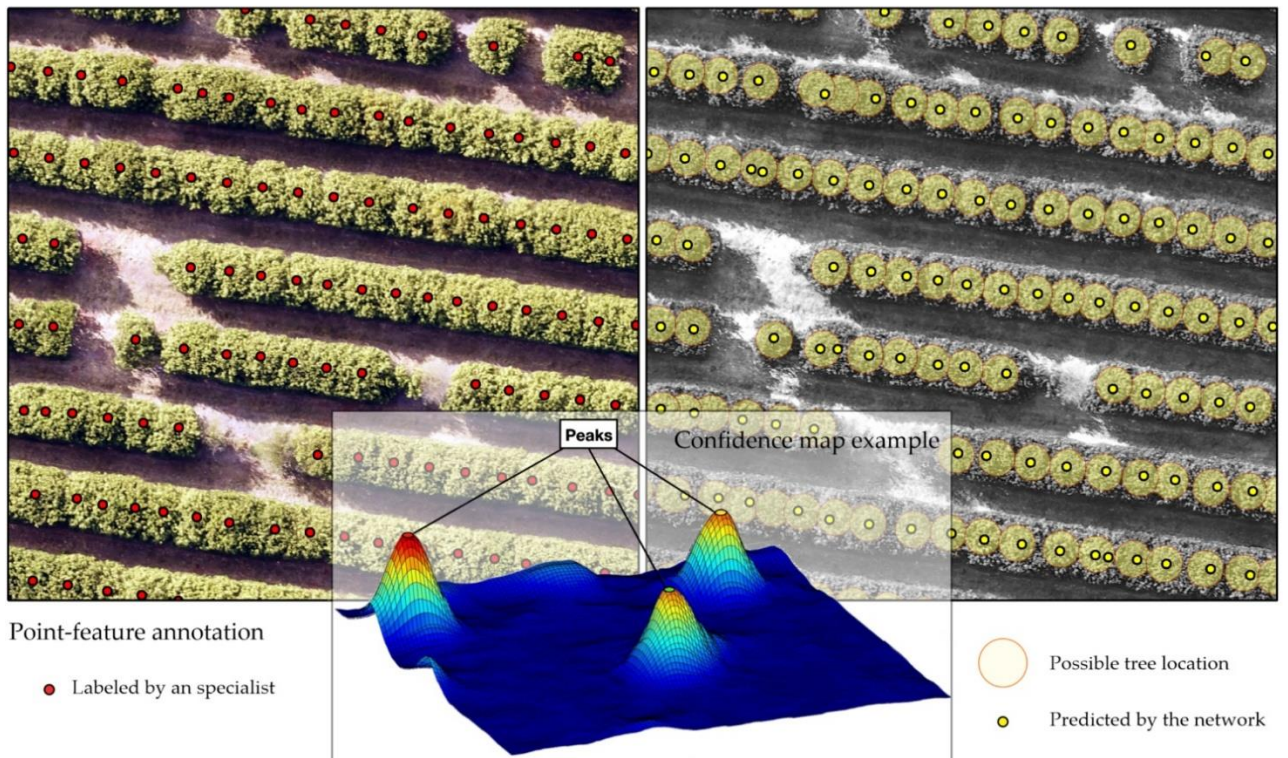 Peaks
Confidence map example
Point-feature annotation
Labeled by an specialist
Possible tree location
Predicted by the network